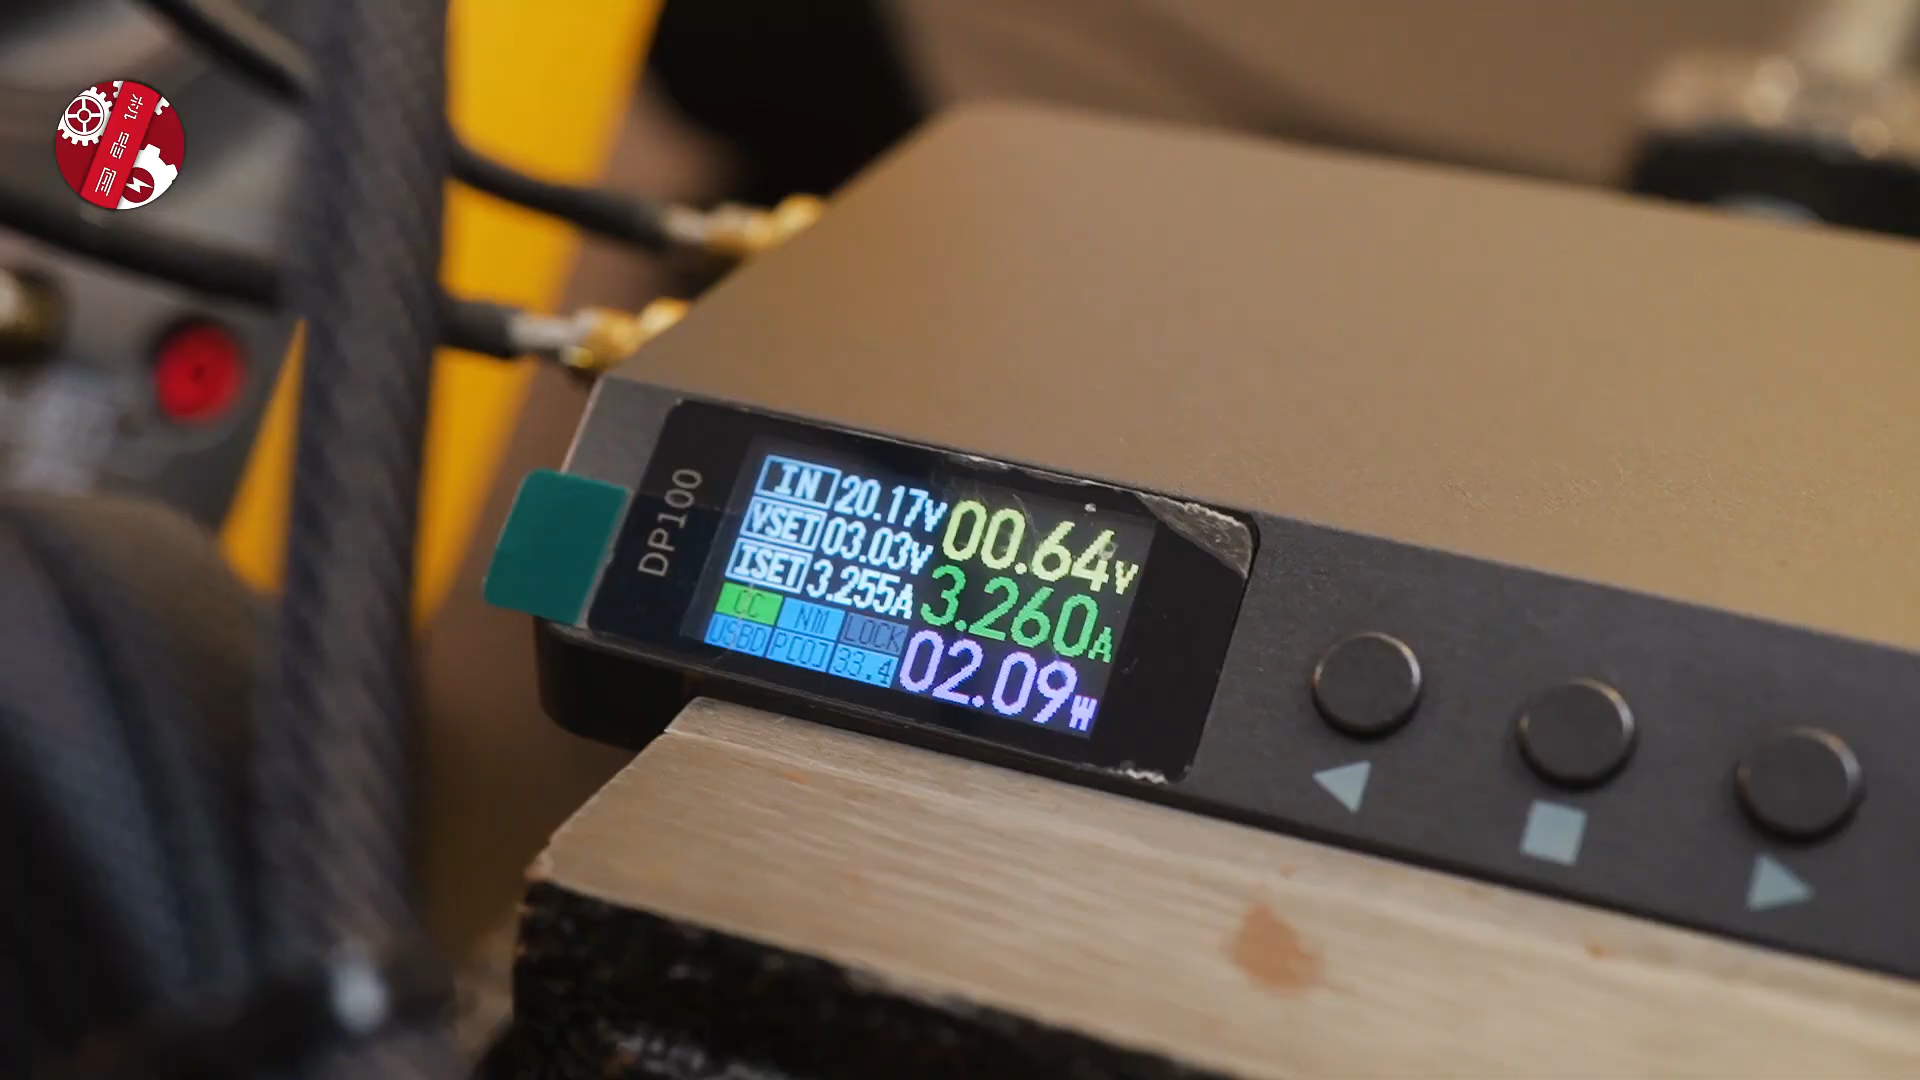 DP100
IN 20.17V
VSET 03.03V
ISET 3.255A
CC NM LOCK
USBD P[0] 33.4
00.64V
3.260A
02.09W